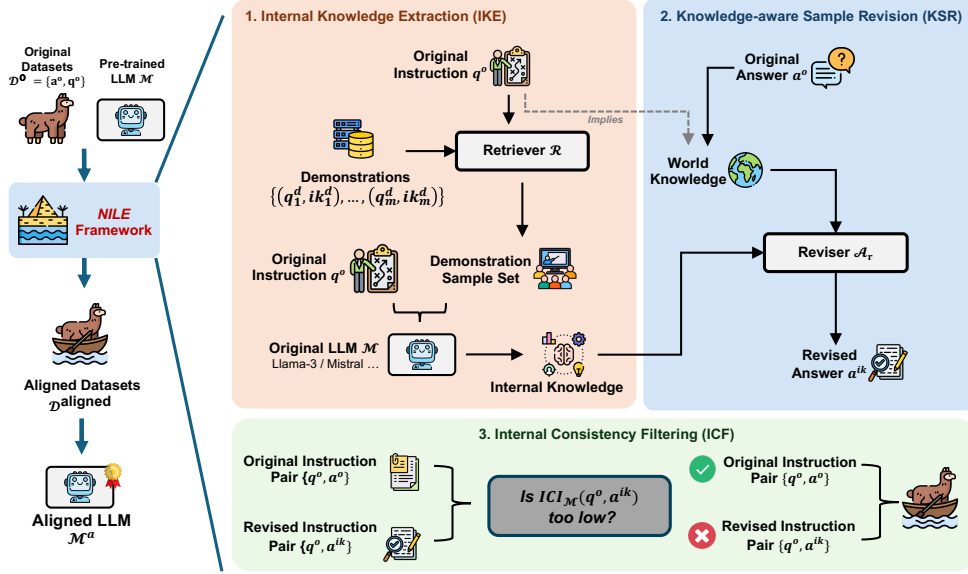 Original
Datasets
𝒟ᵒ = {aᵒ, qᵒ}
Pre-trained
LLM ℳ
NILE
Framework
Aligned Datasets
𝒟aligned
Aligned LLM
ℳᵃ
1. Internal Knowledge Extraction (IKE)
Original
Instruction qᵒ
Implies
Retriever ℛ
Demonstrations
{(q₁ᵈ, ik₁ᵈ), ..., (qₘᵈ, ikₘᵈ)}
Original
Instruction qᵒ
Demonstration
Sample Set
Original LLM ℳ
Llama-3 / Mistral ...
Internal Knowledge
2. Knowledge-aware Sample Revision (KSR)
Original
Answer aᵒ
World
Knowledge
Reviser 𝒜r
Revised
Answer aⁱᵏ
3. Internal Consistency Filtering (ICF)
Original Instruction
Pair {qᵒ, aᵒ}
Revised Instruction
Pair {qᵒ, aⁱᵏ}
Is ICI_ℳ(qᵒ, aⁱᵏ)
too low?
Original Instruction
Pair {qᵒ, aᵒ}
Revised Instruction
Pair {qᵒ, aⁱᵏ}